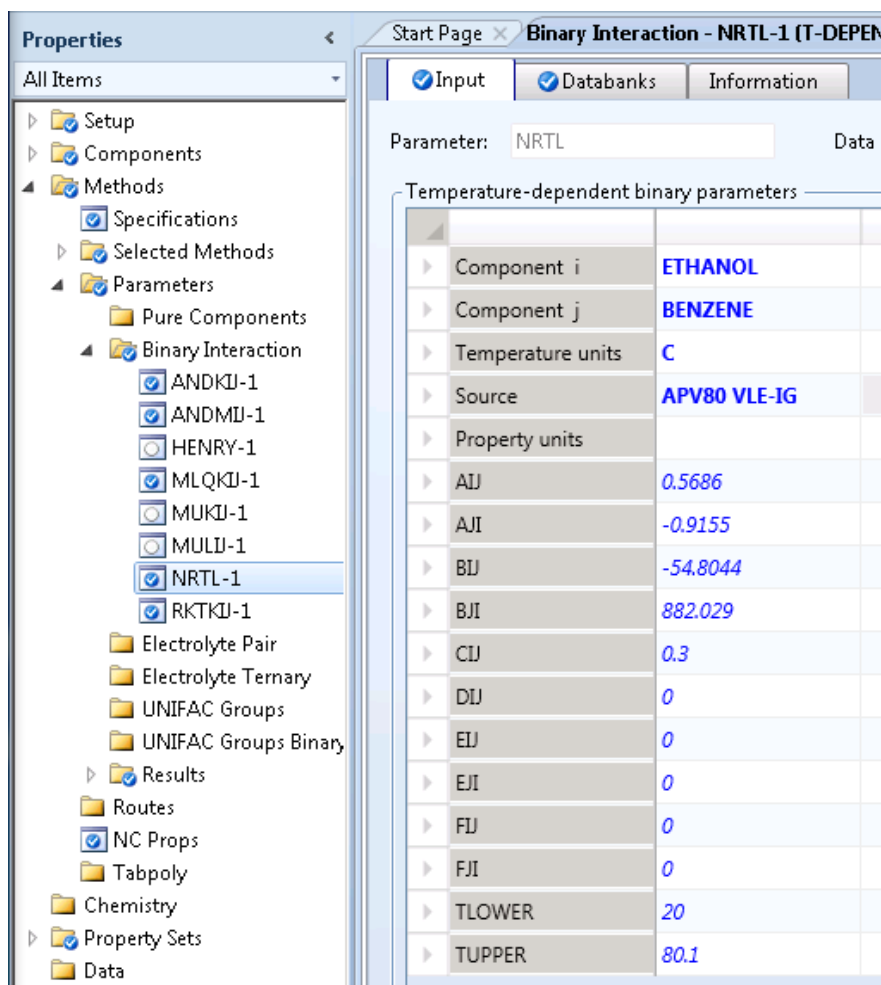 Properties
All Items
Setup
Components
Methods
Specifications
Selected Methods
Parameters
Pure Components
Binary Interaction
ANDKIJ-1
ANDMIJ-1
HENRY-1
MLQKIJ-1
MUKIJ-1
MULIJ-1
NRTL-1
RKTKIJ-1
Electrolyte Pair
Electrolyte Ternary
UNIFAC Groups
UNIFAC Groups Binary
Results
Routes
NC Props
Tabpoly
Chemistry
Property Sets
Data
Start Page Binary Interaction - NRTL-1 (T-DEPEN
Input Databanks Information
Parameter: NRTL Data
Temperature-dependent binary parameters
Component i ETHANOL
Component j BENZENE
Temperature units C
Source APV80 VLE-IG
Property units
AIJ 0.5686
AJI -0.9155
BIJ -54.8044
BJI 882.029
CIJ 0.3
DIJ 0
EIJ 0
EJI 0
FIJ 0
FJI 0
TLOWER 20
TUPPER 80.1